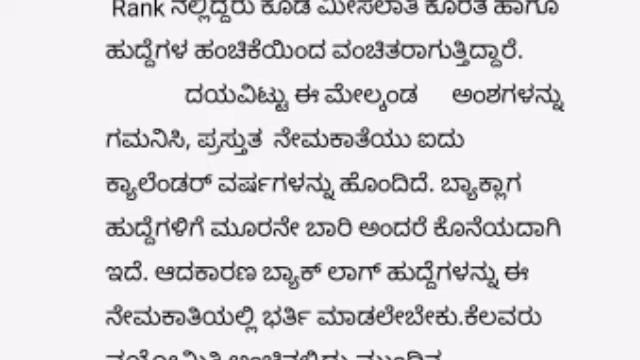 Rank ನಲ್ಲಿದ್ದರು ಕೂಡ ಮೀಸಲಾತಿ ಕೊರತೆ ಹಾಗೂ
ಹುದ್ದೆಗಳ ಹಂಚಿಕೆಯಿಂದ ವಂಚಿತರಾಗುತ್ತಿದ್ದಾರೆ.
ದಯವಿಟ್ಟು ಈ ಮೇಲ್ಕಂಡ ಅಂಶಗಳನ್ನು
ಗಮನಿಸಿ, ಪ್ರಸ್ತುತ ನೇಮಕಾತೆಯು ಐದು
ಕ್ಯಾಲೆಂಡರ್ ವರ್ಷಗಳನ್ನು ಹೊಂದಿದೆ. ಬ್ಯಾಕ್ಲಾಗ
ಹುದ್ದೆಗಳಿಗೆ ಮೂರನೇ ಬಾರಿ ಅಂದರೆ ಕೊನೆಯದಾಗಿ
ಇದೆ. ಆದಕಾರಣ ಬ್ಯಾಕ್ ಲಾಗ್ ಹುದ್ದೆಗಳನ್ನು ಈ
ನೇಮಕಾತಿಯಲ್ಲಿ ಭರ್ತಿ ಮಾಡಲೇಬೇಕು.ಕೆಲವರು